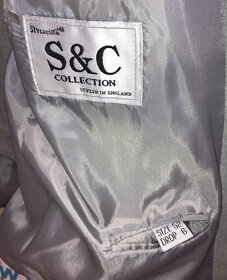 S&C
COLLECTION
STYLED IN ENGLAND
SIZE 52
DROP 6